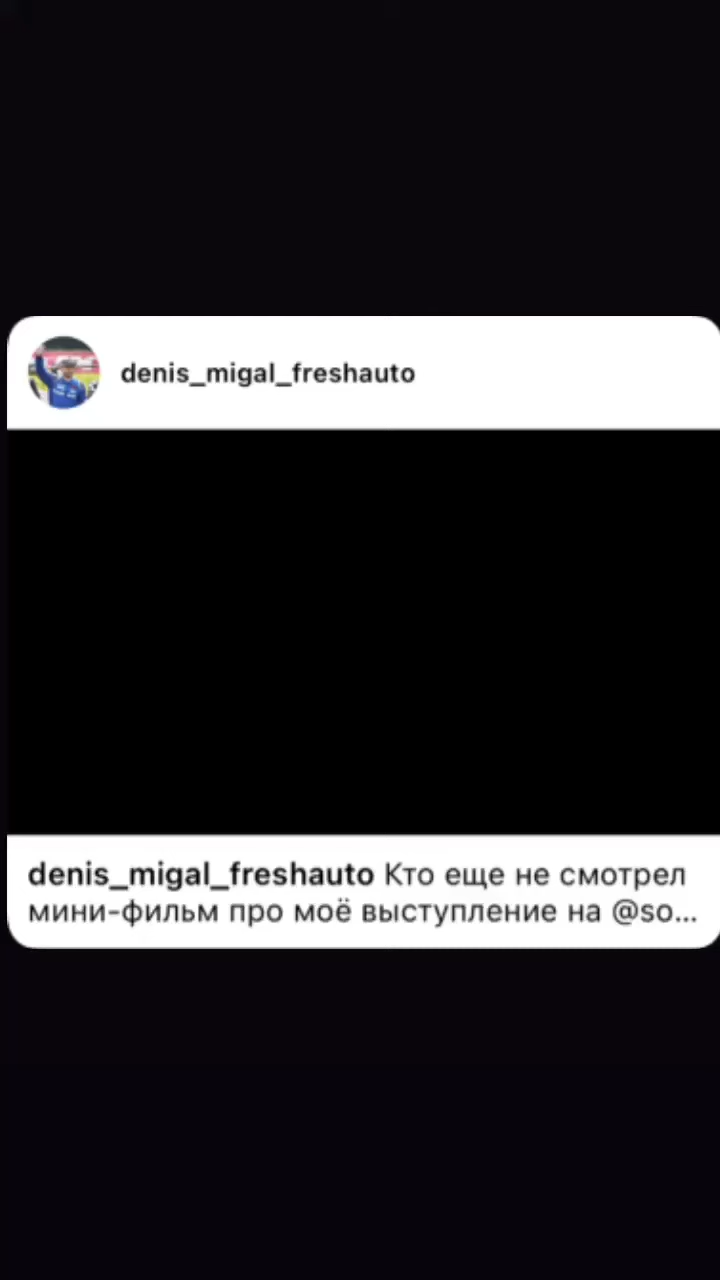 denis_migal_freshauto
denis_migal_freshauto Кто еще не смотрел
мини-фильм про моё выступление на @so...